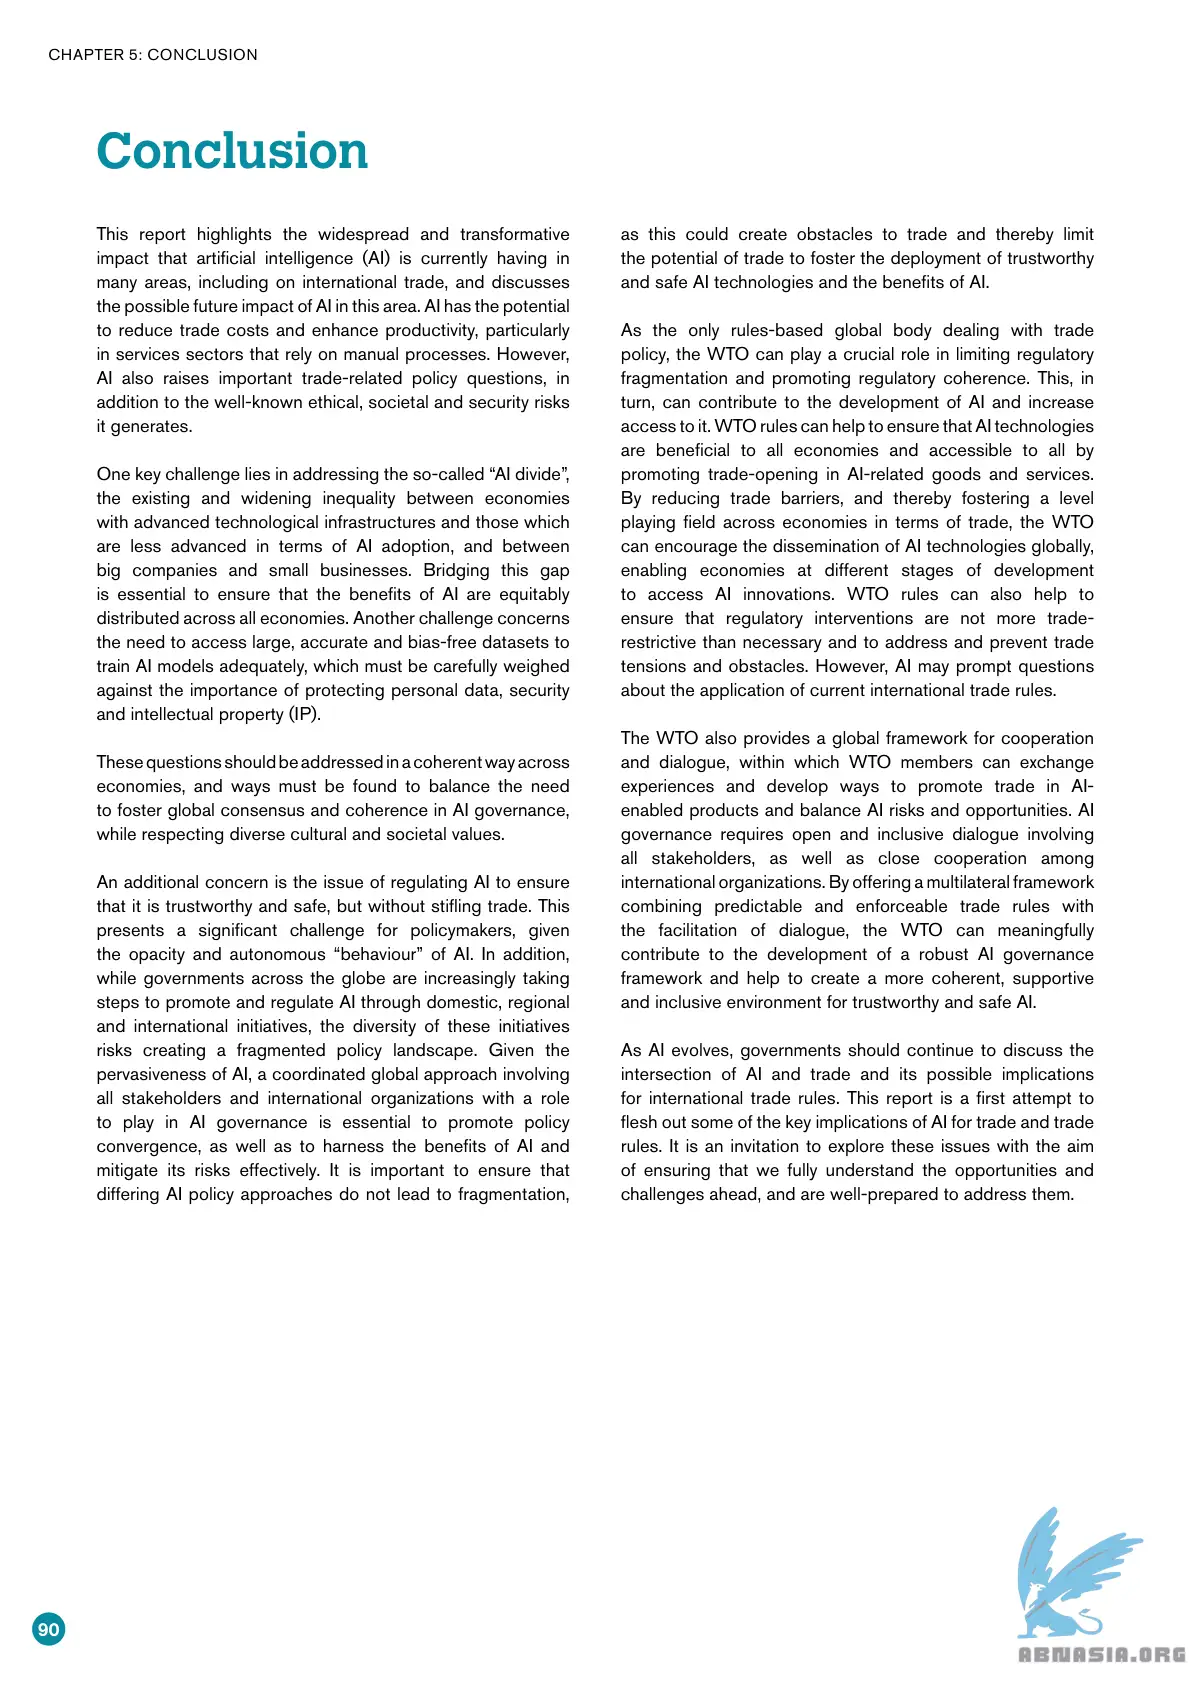 CHAPTER 5: CONCLUSION
Conclusion
This report highlights the widespread and transformative
impact that artificial intelligence (AI) is currently having in
many areas, including on international trade, and discusses
the possible future impact of AI in this area. AI has the potential
to reduce trade costs and enhance productivity, particularly
in services sectors that rely on manual processes. However,
AI also raises important trade-related policy questions, in
addition to the well-known ethical, societal and security risks
it generates.
One key challenge lies in addressing the so-called “AI divide”,
the existing and widening inequality between economies
with advanced technological infrastructures and those which
are less advanced in terms of AI adoption, and between
big companies and small businesses. Bridging this gap
is essential to ensure that the benefits of AI are equitably
distributed across all economies. Another challenge concerns
the need to access large, accurate and bias-free datasets to
train AI models adequately, which must be carefully weighed
against the importance of protecting personal data, security
and intellectual property (IP).
These questions should be addressed in a coherent way across
economies, and ways must be found to balance the need
to foster global consensus and coherence in AI governance,
while respecting diverse cultural and societal values.
An additional concern is the issue of regulating AI to ensure
that it is trustworthy and safe, but without stifling trade. This
presents a significant challenge for policymakers, given
the opacity and autonomous “behaviour” of AI. In addition,
while governments across the globe are increasingly taking
steps to promote and regulate AI through domestic, regional
and international initiatives, the diversity of these initiatives
risks creating a fragmented policy landscape. Given the
pervasiveness of AI, a coordinated global approach involving
all stakeholders and international organizations with a role
to play in AI governance is essential to promote policy
convergence, as well as to harness the benefits of AI and
mitigate its risks effectively. It is important to ensure that
differing AI policy approaches do not lead to fragmentation,
as this could create obstacles to trade and thereby limit
the potential of trade to foster the deployment of trustworthy
and safe AI technologies and the benefits of AI.
As the only rules-based global body dealing with trade
policy, the WTO can play a crucial role in limiting regulatory
fragmentation and promoting regulatory coherence. This, in
turn, can contribute to the development of AI and increase
access to it. WTO rules can help to ensure that AI technologies
are beneficial to all economies and accessible to all by
promoting trade-opening in AI-related goods and services.
By reducing trade barriers, and thereby fostering a level
playing field across economies in terms of trade, the WTO
can encourage the dissemination of AI technologies globally,
enabling economies at different stages of development
to access AI innovations. WTO rules can also help to
ensure that regulatory interventions are not more trade-
restrictive than necessary and to address and prevent trade
tensions and obstacles. However, AI may prompt questions
about the application of current international trade rules.
The WTO also provides a global framework for cooperation
and dialogue, within which WTO members can exchange
experiences and develop ways to promote trade in AI-
enabled products and balance AI risks and opportunities. AI
governance requires open and inclusive dialogue involving
all stakeholders, as well as close cooperation among
international organizations. By offering a multilateral framework
combining predictable and enforceable trade rules with
the facilitation of dialogue, the WTO can meaningfully
contribute to the development of a robust AI governance
framework and help to create a more coherent, supportive
and inclusive environment for trustworthy and safe AI.
As AI evolves, governments should continue to discuss the
intersection of AI and trade and its possible implications
for international trade rules. This report is a first attempt to
flesh out some of the key implications of AI for trade and trade
rules. It is an invitation to explore these issues with the aim
of ensuring that we fully understand the opportunities and
challenges ahead, and are well-prepared to address them.
90
ABNASIA.ORG